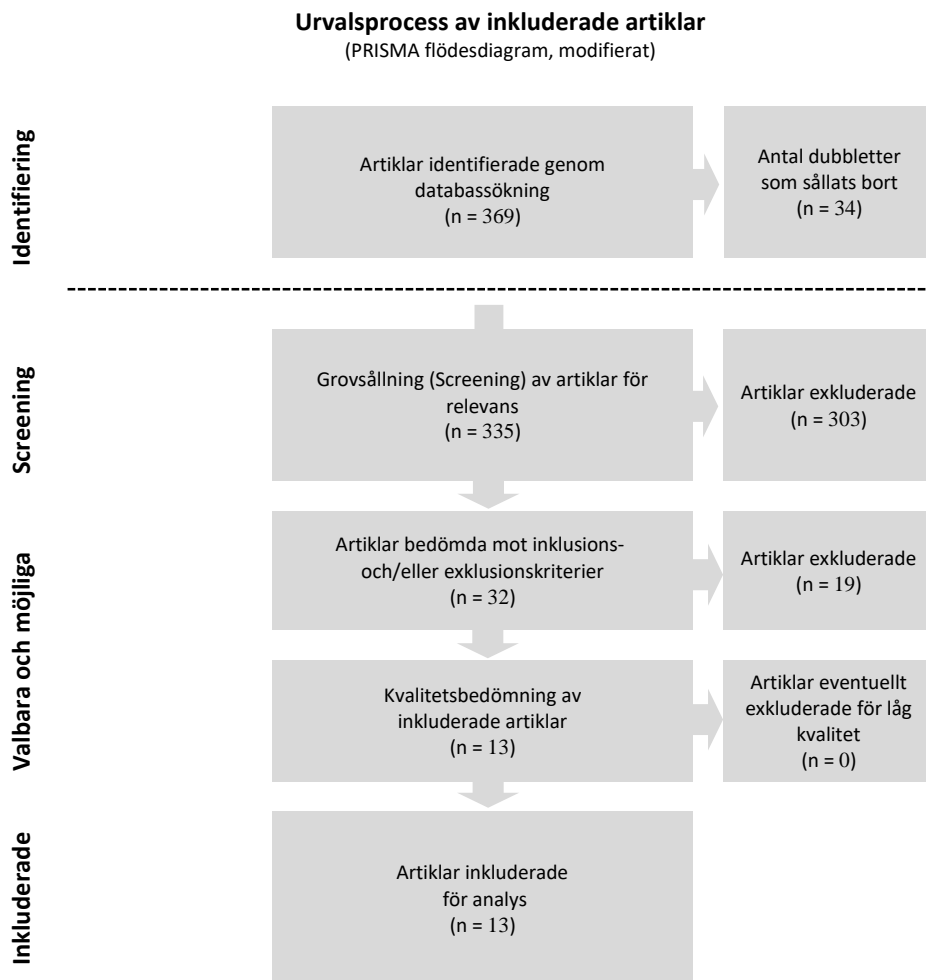 Urvalsprocess av inkluderade artiklar
(PRISMA flödesdiagram, modifierat)
Identifiering
Artiklar identifierade genom
databassökning
(n = 369)
Antal dubbletter
som sållats bort
(n = 34)
Screening
Grovsållning (Screening) av artiklar för
relevans
(n = 335)
Artiklar exkluderade
(n = 303)
Valbara och möjliga
Artiklar bedömda mot inklusions-
och/eller exklusionskriterier
(n = 32)
Artiklar exkluderade
(n = 19)
Kvalitetsbedömning av
inkluderade artiklar
(n = 13)
Artiklar eventuellt
exkluderade för låg
kvalitet
(n = 0)
Inkluderade
Artiklar inkluderade
för analys
(n = 13)